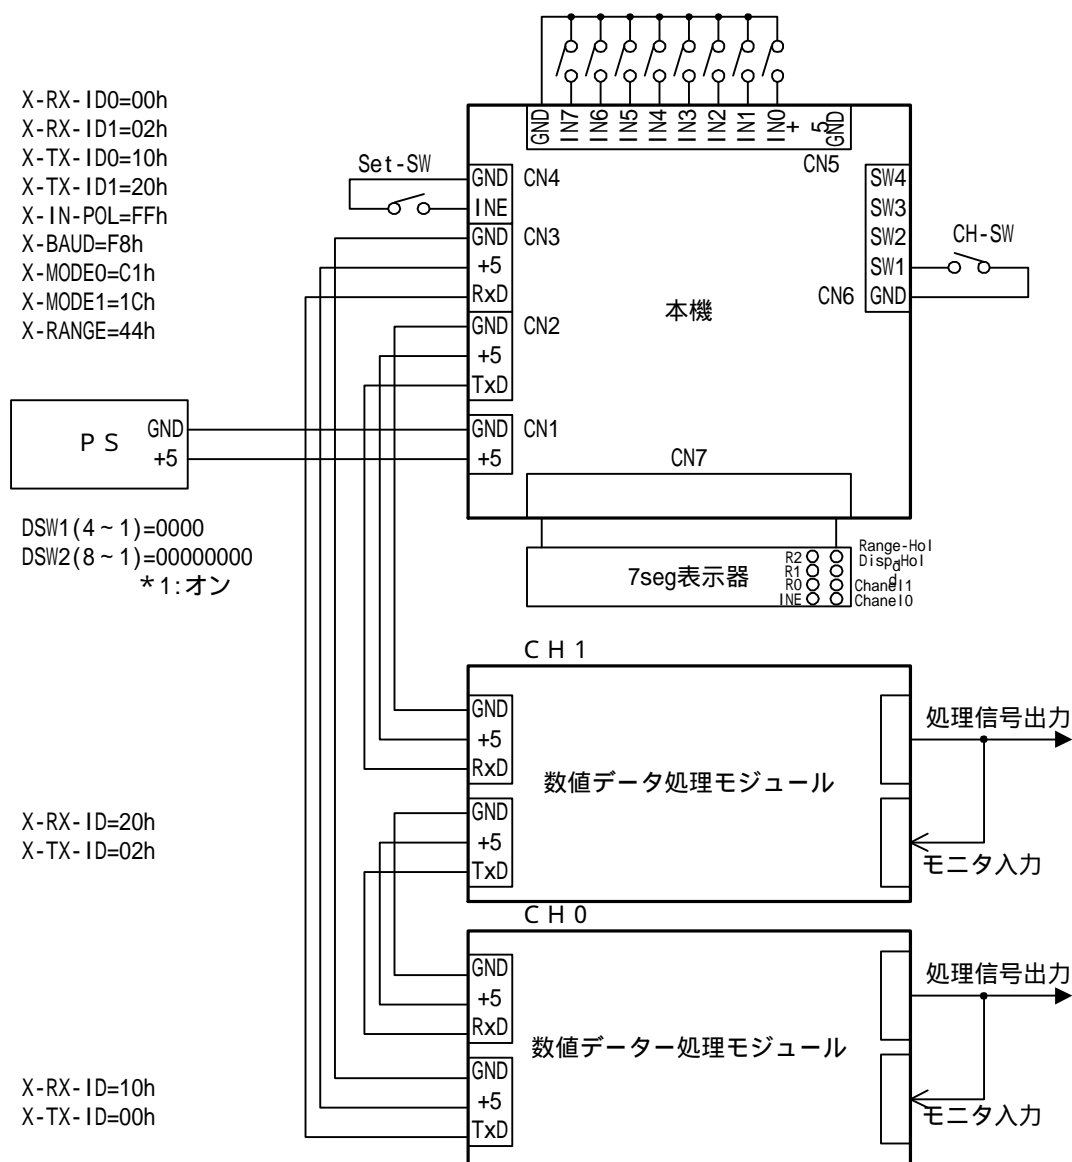 X-RX-ID0=00h
X-RX-ID1=02h
X-TX-ID0=10h
X-TX-ID1=20h
X-IN-POL=FFh
X-BAUD=F8h
X-MODE0=C1h
X-MODE1=1Ch
X-RANGE=44h
GND IN7 IN6 IN5 IN4 IN3 IN2 IN1 IN0 +5 GND
CN5
Set-SW
GND CN4
INE
GND CN3
+5
RxD
GND CN2
+5
TxD
GND CN1
+5
本機
SW4
SW3
SW2
SW1
CN6 GND
CH-SW
PS
GND
+5
CN7
DSW1(4~1)=0000
DSW2(8~1)=00000000
*1:オン
7seg表示器
R2
R1
R0
INE
Range-Hold
Disp-Hold
Chanel1
Chanel0
CH1
GND
+5
RxD
数値データ処理モジュール
処理信号出力
GND
+5
TxD
モニタ入力
X-RX-ID=20h
X-TX-ID=02h
CH0
GND
+5
RxD
数値データー処理モジュール
処理信号出力
GND
+5
TxD
モニタ入力
X-RX-ID=10h
X-TX-ID=00h